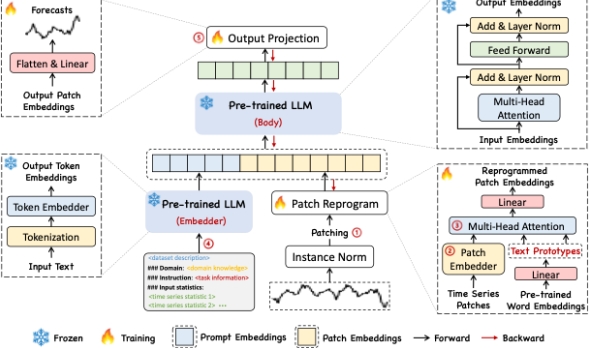 Forecasts
Flatten & Linear
Output Patch
Embeddings
⑤ Output Projection
Pre-trained LLM
(Body)
Output Embeddings
Add & Layer Norm
Feed Forward
Add & Layer Norm
Multi-Head
Attention
Input Embeddings
Output Token
Embeddings
Token Embedder
Tokenization
Input Text
Pre-trained LLM
(Embedder)
④
<dataset description>
### Domain: <domain knowledge>
### Instruction: <task information>
### Input statistics:
<time series statistic 1>
<time series statistic 2> ···
Patch Reprogram
Patching ①
Instance Norm
Reprogrammed
Patch Embeddings
Linear
③ Multi-Head Attention
② Patch
Embedder
Text Prototypes
Linear
Time Series
Patches
Pre-trained
Word Embeddings
Frozen Training Prompt Embeddings Patch Embeddings Forward Backward